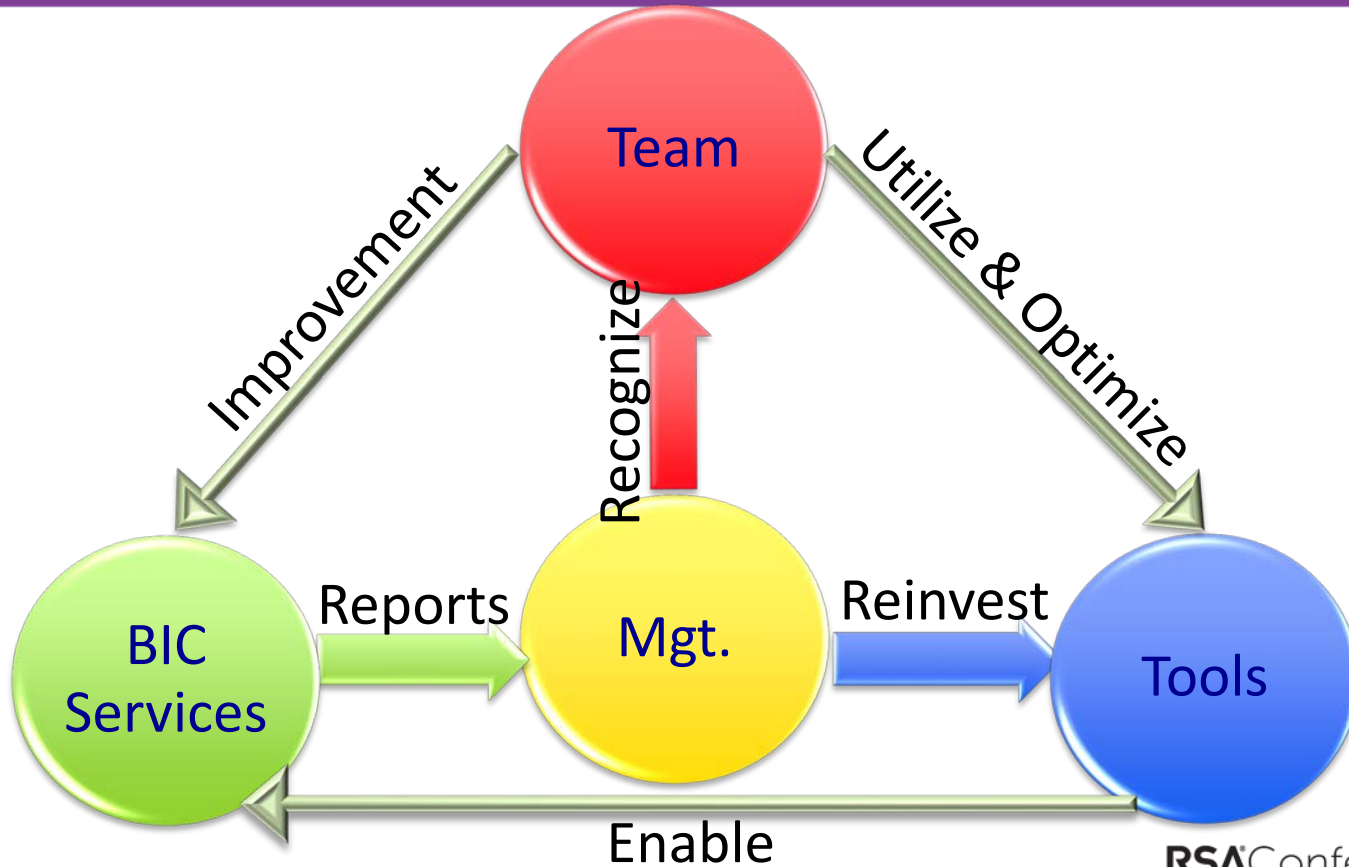 Team
Improvement
Utilize & Optimize
Recognize
BIC
Services
Reports
Mgt.
Reinvest
Tools
Enable